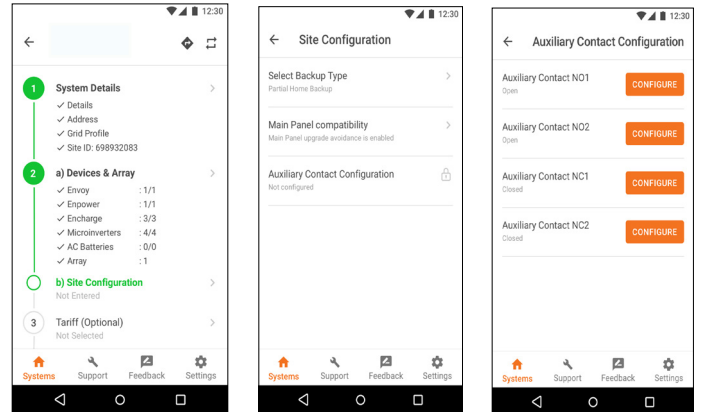 12:30
1
System Details
✓ Details
✓ Address
✓ Grid Profile
✓ Site ID: 698932083
2
a) Devices & Array
✓ Envoy : 1/1
✓ Enpower : 1/1
✓ Encharge : 3/3
✓ Microinverters : 4/4
✓ AC Batteries : 0/0
✓ Array : 1
b) Site Configuration
Not Entered
3
Tariff (Optional)
Not Selected
Systems Support Feedback Settings
12:30
Site Configuration
Select Backup Type
Partial Home Backup
Main Panel compatibility
Main Panel upgrade avoidance is enabled
Auxiliary Contact Configuration
Not configured
Systems Support Feedback Settings
12:30
Auxiliary Contact Configuration
Auxiliary Contact NO1
Open
CONFIGURE
Auxiliary Contact NO2
Open
CONFIGURE
Auxiliary Contact NC1
Closed
CONFIGURE
Auxiliary Contact NC2
Closed
CONFIGURE
Systems Support Feedback Settings